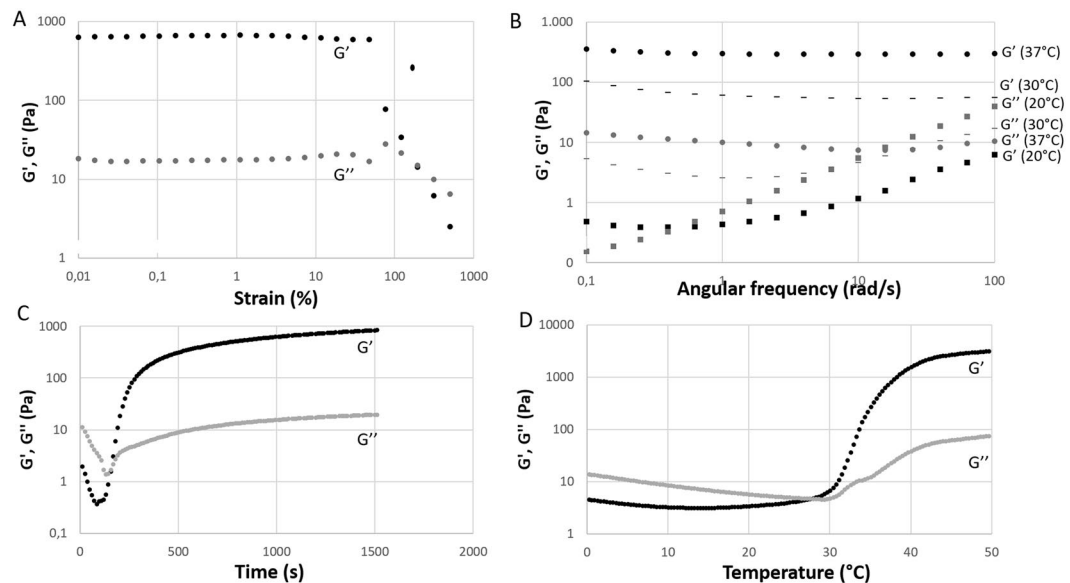 A
1000
100
10
1
G', G'' (Pa)
G'
G''
0,01
0,1
1
10
100
1000
Strain (%)
B
1.000
100
10
1
0
G', G'' (Pa)
G' (37°C)
G' (30°C)
G'' (20°C)
G'' (30°C)
G'' (37°C)
G' (20°C)
0,1
1
10
100
Angular frequency (rad/s)
C
1000
100
10
1
0,1
G', G'' (Pa)
G'
G''
0
500
1000
1500
2000
Time (s)
D
10000
1000
100
10
1
G', G'' (Pa)
G'
G''
0
10
20
30
40
50
Temperature (°C)